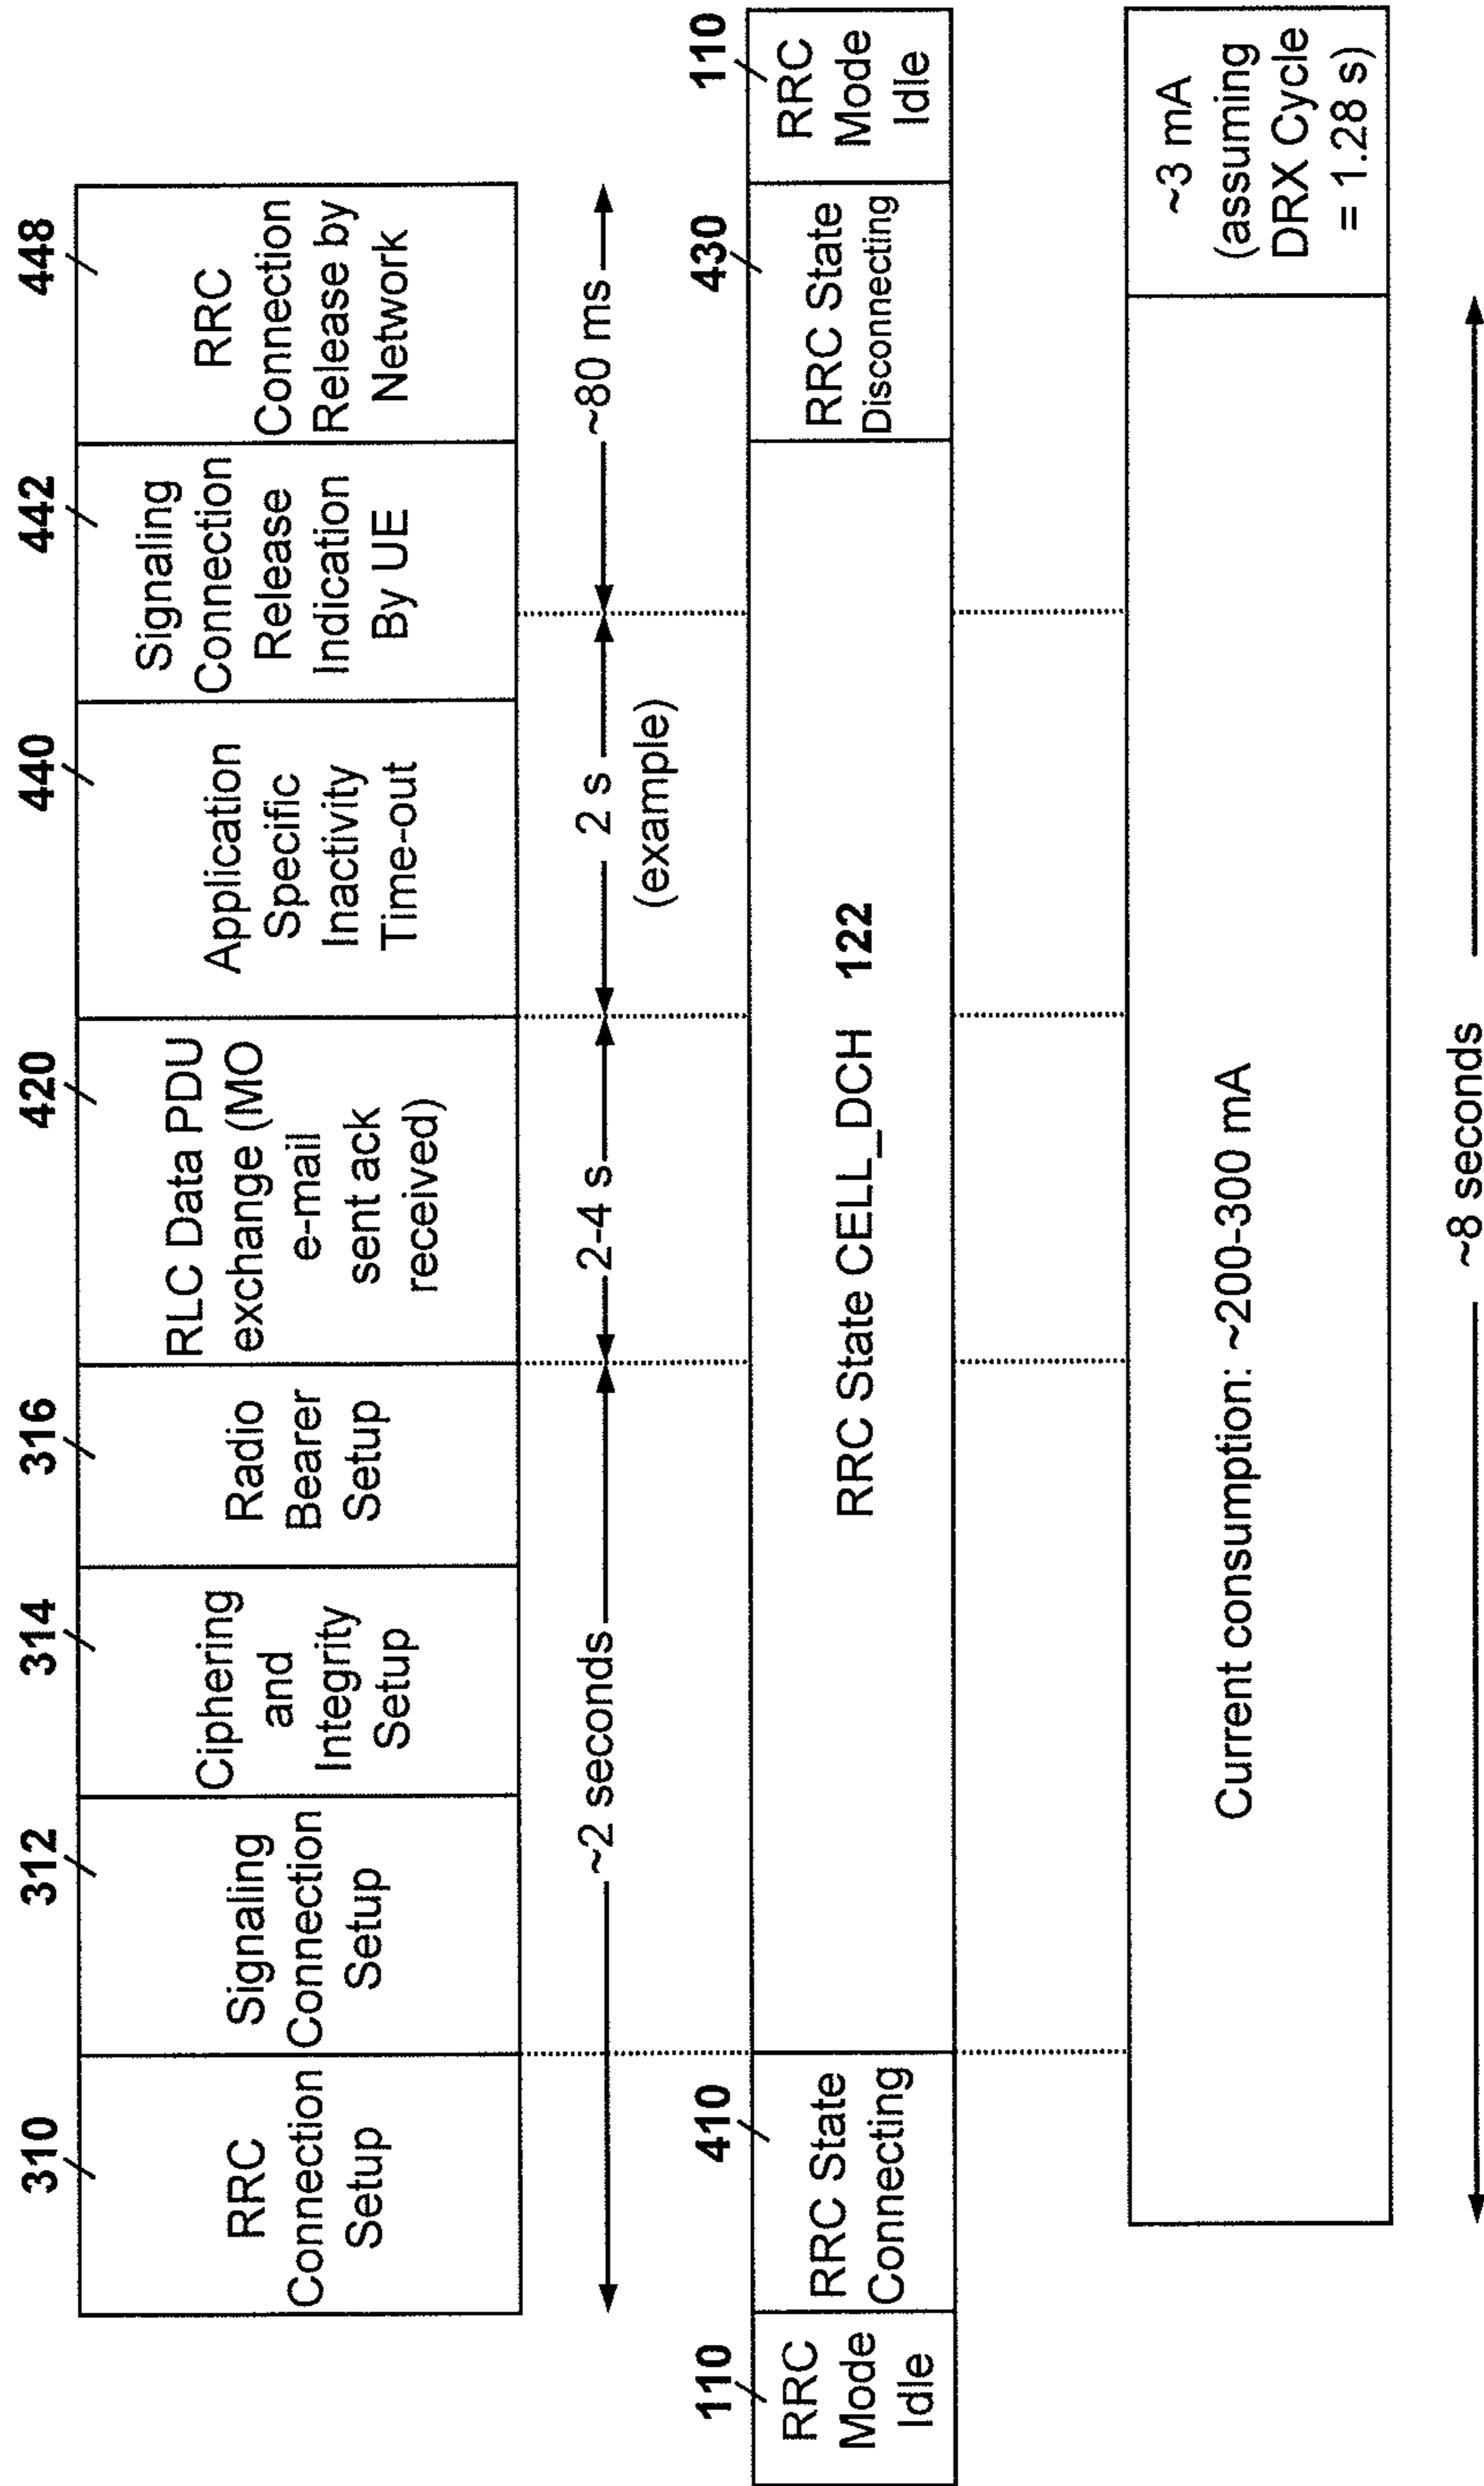 310
312
314
316
420
440
442
448
RRC
Connection
Setup
Signaling
Connection
Setup
Ciphering
and
Integrity
Setup
Radio
Bearer
Setup
RLC Data PDU
exchange (MO
e-mail
sent ack
received)
Application
Specific
Inactivity
Time-out
Signaling
Connection
Release
Indication
By UE
RRC
Connection
Release by
Network
~2 seconds
2-4 s
2 s
(example)
~80 ms
110
410
430
110
RRC
Mode
Idle
RRC State
Connecting
RRC State CELL_DCH 122
RRC State
Disconnecting
RRC
Mode
Idle
Current consumption: ~200-300 mA
~3 mA
(assuming
DRX Cycle
= 1.28 s)
~8 seconds